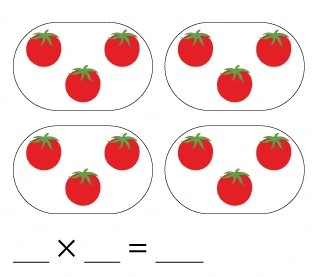 ___ × ___ = ____